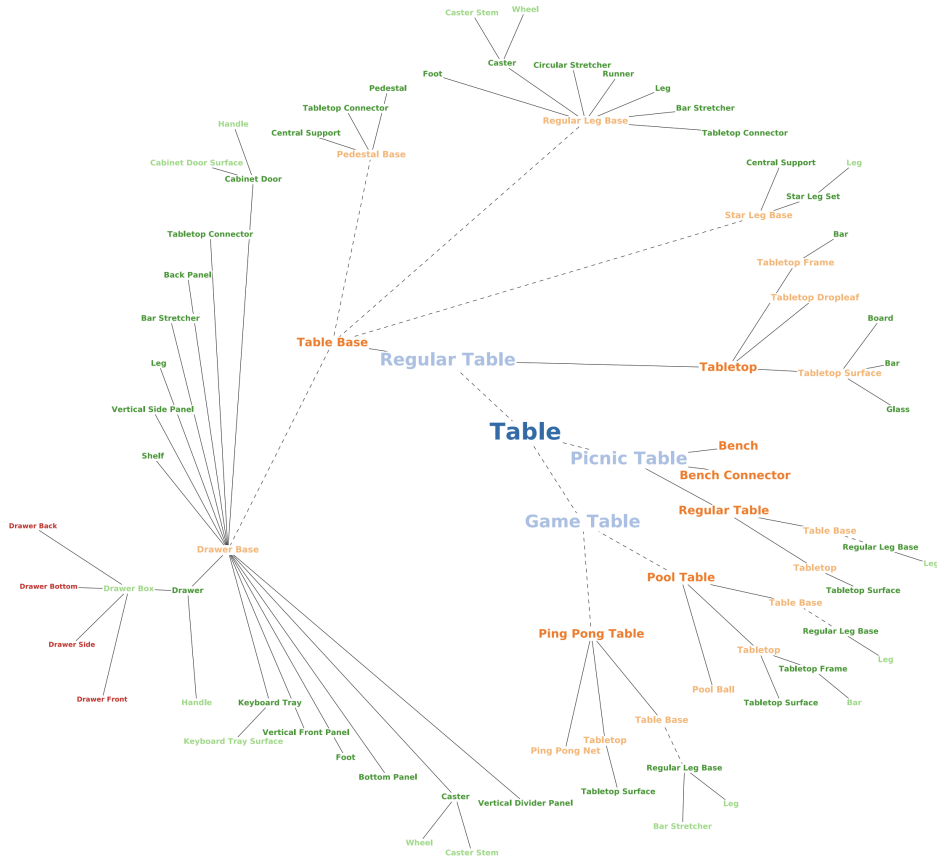 Caster Stem
Wheel
Caster
Circular Stretcher
Foot
Runner
Pedestal
Leg
Tabletop Connector
Bar Stretcher
Handle
Regular Leg Base
Central Support
Tabletop Connector
Pedestal Base
Cabinet Door Surface
Central Support
Leg
Cabinet Door
Star Leg Set
Star Leg Base
Tabletop Connector
Bar
Tabletop Frame
Back Panel
Tabletop Dropleaf
Bar Stretcher
Board
Table Base
Regular Table
Leg
Bar
Tabletop
Tabletop Surface
Vertical Side Panel
Glass
Table
Bench
Shelf
Picnic Table
Bench Connector
Regular Table
Drawer Back
Game Table
Table Base
Drawer Base
Regular Leg Base
Leg
Tabletop
Pool Table
Drawer Bottom
Drawer Box
Drawer
Tabletop Surface
Table Base
Ping Pong Table
Regular Leg Base
Drawer Side
Tabletop
Leg
Tabletop Frame
Pool Ball
Drawer Front
Handle
Keyboard Tray
Tabletop Surface
Bar
Table Base
Vertical Front Panel
Keyboard Tray Surface
Tabletop
Ping Pong Net
Foot
Regular Leg Base
Bottom Panel
Tabletop Surface
Caster
Vertical Divider Panel
Leg
Bar Stretcher
Wheel
Caster Stem